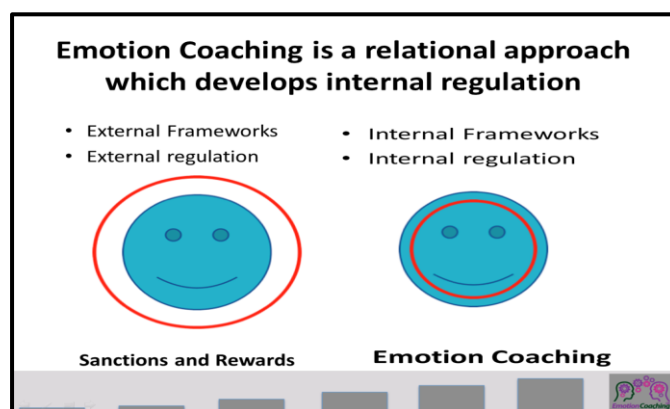 Emotion Coaching is a relational approach
which develops internal regulation
• External Frameworks
• External regulation
• Internal Frameworks
• Internal regulation
Sanctions and Rewards
Emotion Coaching
EmotionCoaching